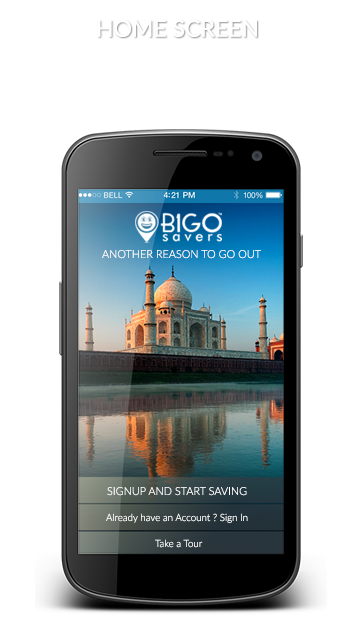 HOME SCREEN
BELL 4:21 PM 100%
BIGO™
savers
ANOTHER REASON TO GO OUT
SIGNUP AND START SAVING
Already have an Account ? Sign In
Take a Tour